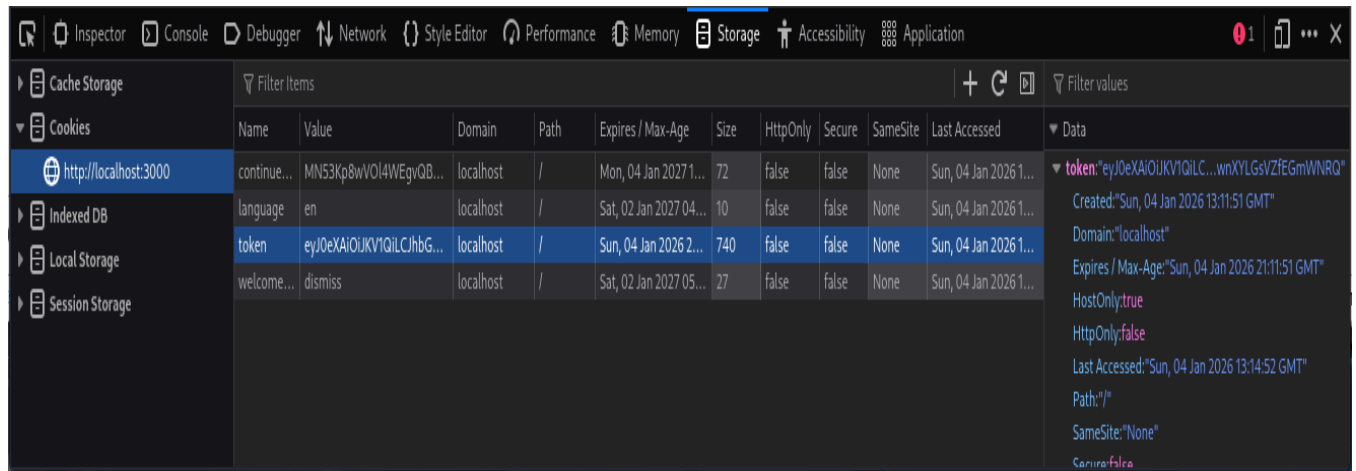 Inspector Console Debugger Network {} Style Editor Performance Memory Storage Accessibility Application 1 ••• X
Cache Storage
Cookies
http://localhost:3000
Indexed DB
Local Storage
Session Storage
Filter Items
Name Value Domain Path Expires / Max-Age Size HttpOnly Secure SameSite Last Accessed
continue... MN53Kp8wVOl4WEgvQB... localhost / Mon, 04 Jan 2027 1... 72 false false None Sun, 04 Jan 2026 1...
language en localhost / Sat, 02 Jan 2027 04... 10 false false None Sun, 04 Jan 2026 1...
token eyJ0eXAiOiJKV1QiLCJhbG... localhost / Sun, 04 Jan 2026 2... 740 false false None Sun, 04 Jan 2026 1...
welcome... dismiss localhost / Sat, 02 Jan 2027 05... 27 false false None Sun, 04 Jan 2026 1...
Filter values
Data
token:"eyJ0eXAiOiJKV1QiLC...wnXYLGsVZfEGmWNRQ"
Created:"Sun, 04 Jan 2026 13:11:51 GMT"
Domain:"localhost"
Expires / Max-Age:"Sun, 04 Jan 2026 21:11:51 GMT"
HostOnly:true
HttpOnly:false
Last Accessed:"Sun, 04 Jan 2026 13:14:52 GMT"
Path:"/"
SameSite:"None"
Secure:false